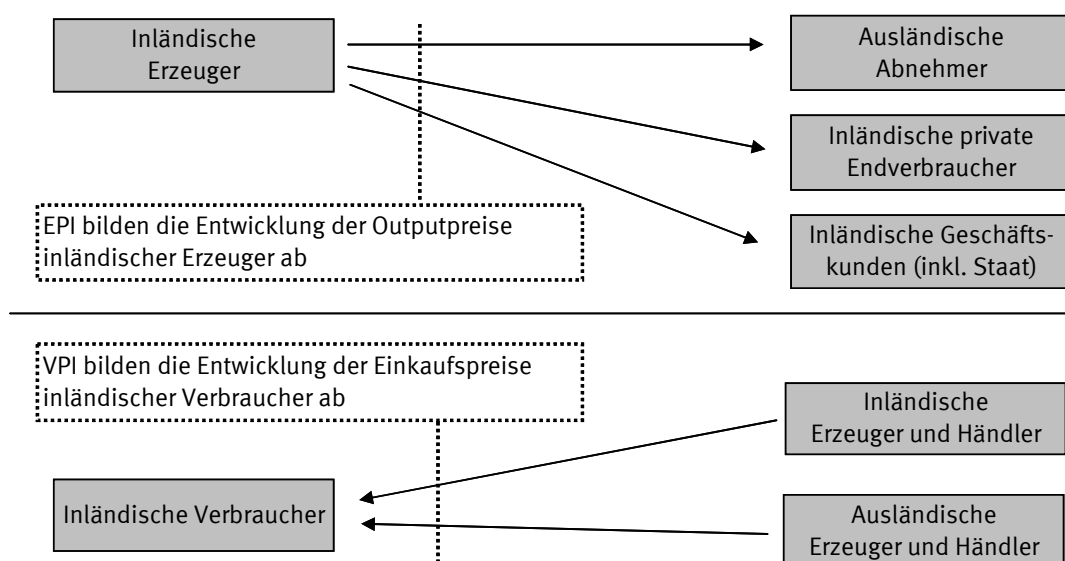 Inländische
Erzeuger
Ausländische
Abnehmer
Inländische private
Endverbraucher
EPI bilden die Entwicklung der Outputpreise
inländischer Erzeuger ab
Inländische Geschäfts-
kunden (inkl. Staat)
VPI bilden die Entwicklung der Einkaufspreise
inländischer Verbraucher ab
Inländische
Erzeuger und Händler
Inländische Verbraucher
Ausländische
Erzeuger und Händler